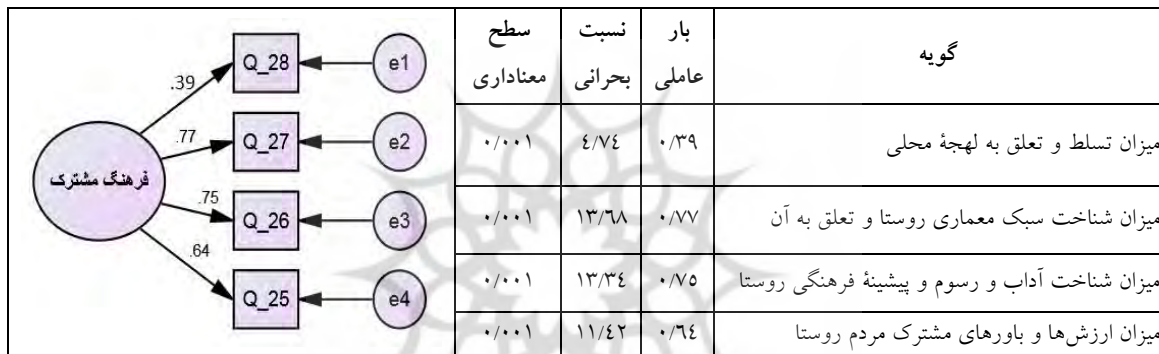 گویه | بار عاملی | نسبت بحرانی | سطح معناداری
میزان تسلط و تعلق به لهجهٔ محلی | ۰/۳۹ | ٤/٧٤ | ۰/۰۰۱
میزان شناخت سبک معماری روستا و تعلق به آن | ۰/۷۷ | ۱۳/٦۸ | ۰/۰۰۱
میزان شناخت آداب و رسوم و پیشینهٔ فرهنگی روستا | ۰/۷٥ | ۱۳/۳٤ | ۰/۰۰۱
میزان ارزش‌ها و باورهای مشترک مردم روستا | ۰/٦٤ | ۱۱/٤۲ | ۰/۰۰۱
فرهنگ مشترک
.39 Q_28 e1
.77 Q_27 e2
.75 Q_26 e3
.64 Q_25 e4